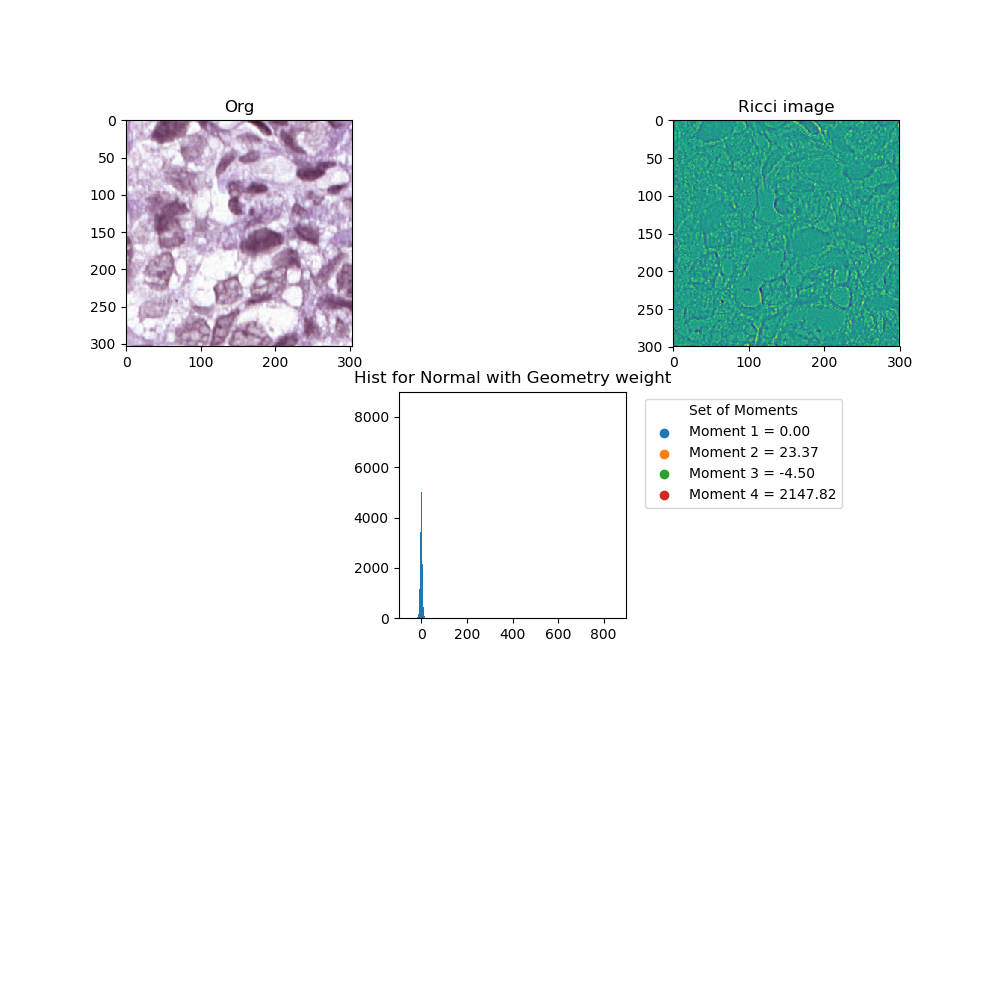 Org
0
50
100
150
200
250
300
0 100 200 300
Ricci image
0
50
100
150
200
250
300
0 100 200 300
Hist for Normal with Geometry weight
8000
6000
4000
2000
0
0 200 400 600 800
Set of Moments
Moment 1 = 0.00
Moment 2 = 23.37
Moment 3 = -4.50
Moment 4 = 2147.82